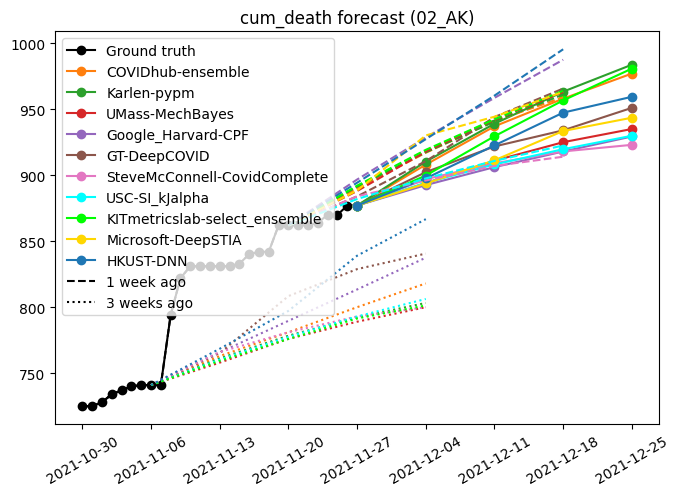 cum_death forecast (02_AK)
1000
950
900
850
800
750
Ground truth
COVIDhub-ensemble
Karlen-pypm
UMass-MechBayes
Google_Harvard-CPF
GT-DeepCOVID
SteveMcConnell-CovidComplete
USC-SI_kJalpha
KITmetricslab-select_ensemble
Microsoft-DeepSTIA
HKUST-DNN
1 week ago
3 weeks ago
2021-10-30
2021-11-06
2021-11-13
2021-11-20
2021-11-27
2021-12-04
2021-12-11
2021-12-18
2021-12-25